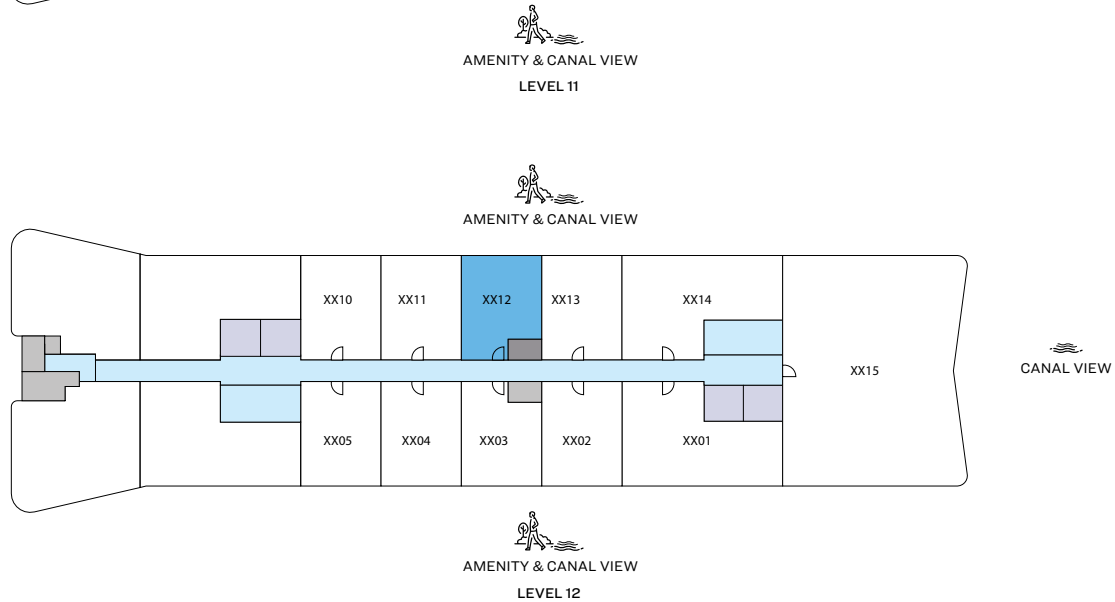 AMENITY & CANAL VIEW
LEVEL 11
AMENITY & CANAL VIEW
XX10
XX11
XX12
XX13
XX14
XX15
CANAL VIEW
XX05
XX04
XX03
XX02
XX01
AMENITY & CANAL VIEW
LEVEL 12